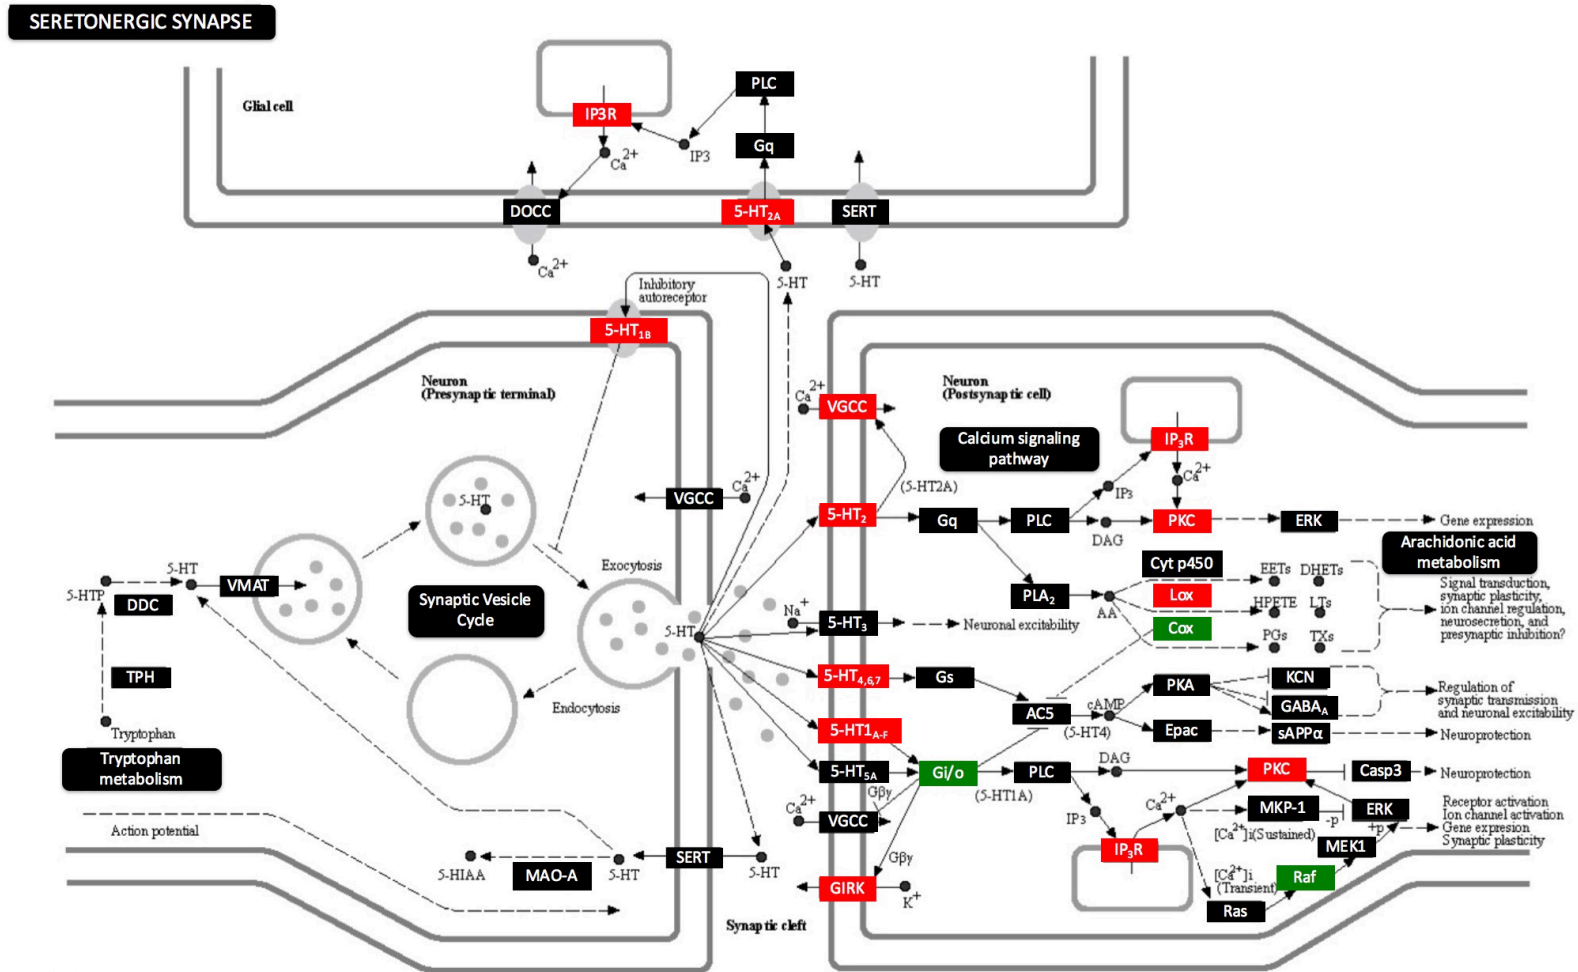 SERETONERGIC SYNAPSE
Glial cell
PLC
IP3R
Gq
IP3
Ca2+
DOCC
5-HT2A
SERT
Ca2+
5-HT
5-HT
Inhibitory
autoreceptor
5-HT1B
Neuron
(Presynaptic terminal)
Neuron
(Postsynaptic cell)
Ca2+
VGCC
Calcium signaling
pathway
IP3R
Ca2+
IP3
(5-HT2A)
5-HT
VGCC
Ca2+
5-HT2
Gq
PLC
DAG
PKC
ERK
Gene expression
Arachidonic acid
metabolism
Exocytosis
Cyt p450
5-HT
VMAT
5-HTP
DDC
Synaptic Vesicle
Cycle
PLA2
AA
Lox
Cox
EETs
DHETs
HPETE
LTs
PGs
TXs
Signal transduction,
synaptic plasticity,
ion channel regulation,
neurosecretion, and
presynaptic inhibition?
Na+
5-HT
5-HT3
Neuronal excitability
TPH
5-HT4,6,7
Gs
PKA
KCN
GABAA
Regulation of
synaptic transmission
and neuronal excitability
Endocytosis
AC5
cAMP
(5-HT4)
Epac
sAPPα
Neuroprotection
Tryptophan
Tryptophan
metabolism
5-HT1A-F
5-HT5A
Gi/o
PLC
(5-HT1A)
DAG
PKC
Casp3
Neuroprotection
Gβγ
Ca2+
VGCC
IP3
Ca2+
MKP-1
-p
ERK
[Ca2+]i(Sustained)
+p
Receptor activation
Ion channel activation
Gene expresion
Synaptic plasticity
Action potential
MEK1
Gβγ
IP3R
5-HIAA
MAO-A
5-HT
SERT
5-HT
GIRK
K+
[Ca2+]i
(Transient)
Raf
Ras
Synaptic cleft